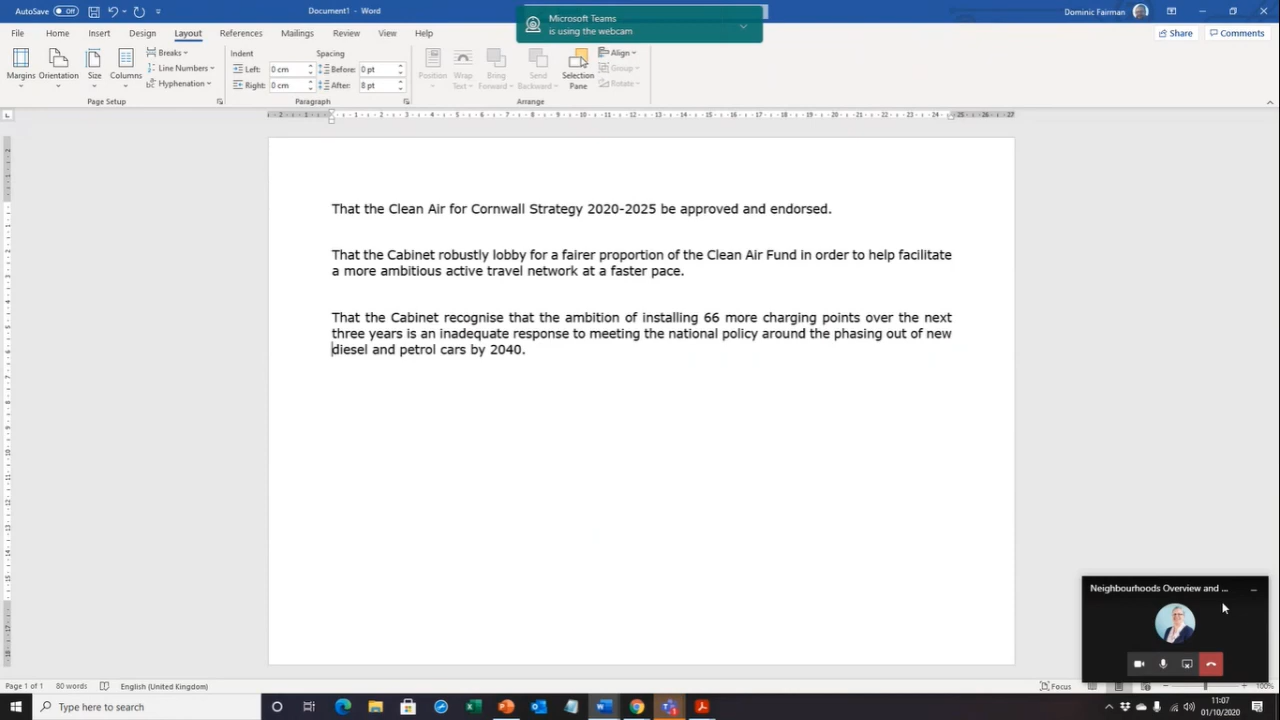 AutoSave Off Document1 - Word Microsoft Teams is using the webcam Dominic Fairman
File Home Insert Design Layout References Mailings Review View Help Share Comments
Margins Orientation Size Columns Breaks Line Numbers Hyphenation
Page Setup
Indent Spacing
Left: 0 cm Before: 0 pt
Right: 0 cm After: 8 pt
Paragraph
Position Wrap Text Bring Forward Send Backward Selection Pane Align Group Rotate
Arrange
That the Clean Air for Cornwall Strategy 2020-2025 be approved and endorsed.
That the Cabinet robustly lobby for a fairer proportion of the Clean Air Fund in order to help facilitate
a more ambitious active travel network at a faster pace.
That the Cabinet recognise that the ambition of installing 66 more charging points over the next
three years is an inadequate response to meeting the national policy around the phasing out of new
diesel and petrol cars by 2040.
Neighbourhoods Overview and ...
Page 1 of 1 80 words English (United Kingdom) Focus 100%
Type here to search
11:07
01/10/2020